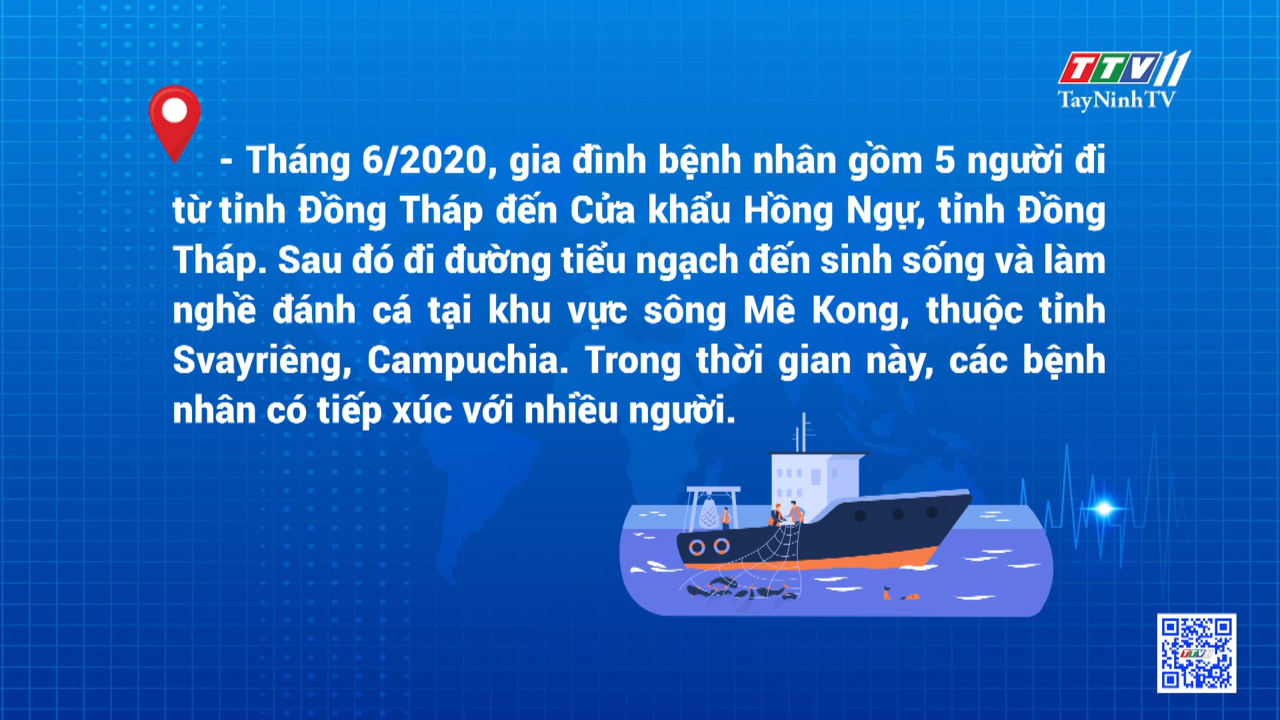 TTV11
TayNinhTV
- Tháng 6/2020, gia đình bệnh nhân gồm 5 người đi
từ tỉnh Đồng Tháp đến Cửa khẩu Hồng Ngự, tỉnh Đồng
Tháp. Sau đó đi đường tiểu ngạch đến sinh sống và làm
nghề đánh cá tại khu vực sông Mê Kong, thuộc tỉnh
Svayriêng, Campuchia. Trong thời gian này, các bệnh
nhân có tiếp xúc với nhiều người.
TTV